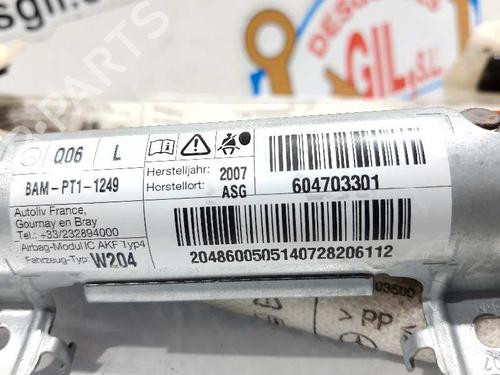 Q06 L
BAM-PT1-1249
Autoliv France,
Gournay en Bray
Tel.: +33/232894000
Airbag-Modul IC AKF Typ4
Fahrzeug-Typ: W204
Herstelljahr: 2007
Herstellort: ASG
604703301
2048600505140728206112
GIL y S.L.
B-PARTS
> PP